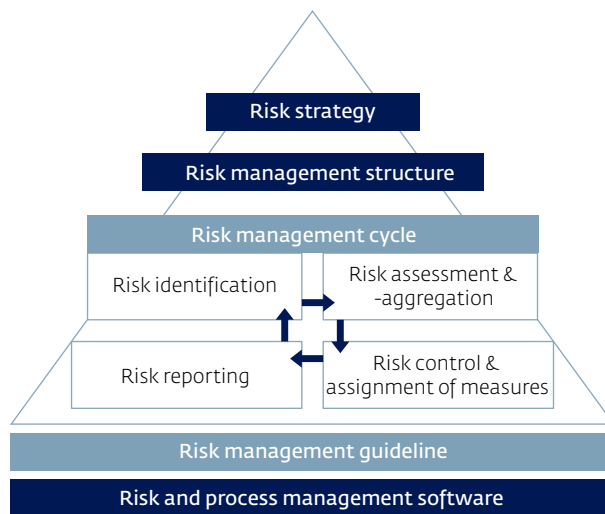 Risk strategy
Risk management structure
Risk management cycle
Risk identification
Risk assessment &
-aggregation
Risk reporting
Risk control &
assignment of measures
Risk management guideline
Risk and process management software